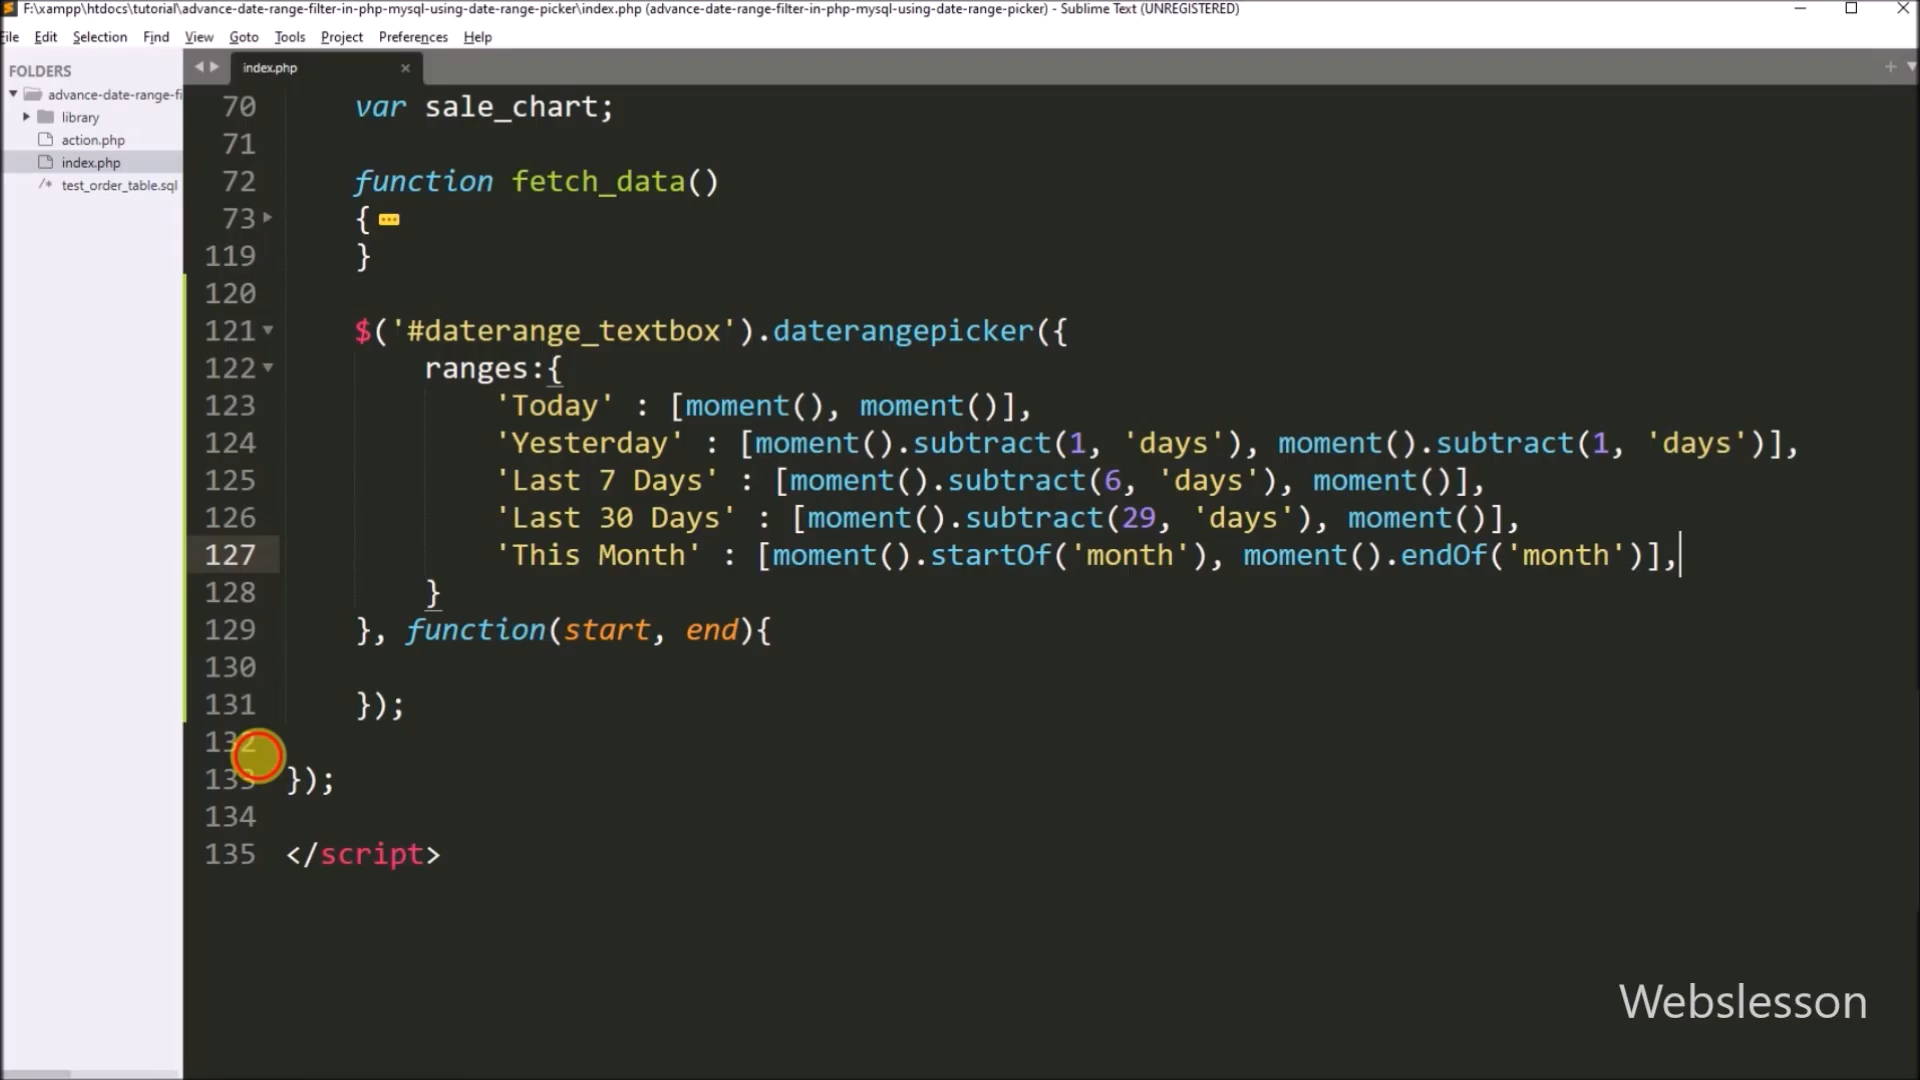 F:\xampp\htdocs\tutorial\advance-date-range-filter-in-php-mysql-using-date-range-picker\index.php (advance-date-range-filter-in-php-mysql-using-date-range-picker) - Sublime Text (UNREGISTERED)
ile Edit Selection Find View Goto Tools Project Preferences Help
FOLDERS
advance-date-range-fi
library
action.php
index.php
/* test_order_table.sql
index.php
70 var sale_chart;
71
72 function fetch_data()
73 {
119 }
120
121 $('#daterange_textbox').daterangepicker({
122 ranges:{
123 'Today' : [moment(), moment()],
124 'Yesterday' : [moment().subtract(1, 'days'), moment().subtract(1, 'days')],
125 'Last 7 Days' : [moment().subtract(6, 'days'), moment()],
126 'Last 30 Days' : [moment().subtract(29, 'days'), moment()],
127 'This Month' : [moment().startOf('month'), moment().endOf('month')],
128 }
129 }, function(start, end){
130
131 });
132
133 });
134
135 </script>
Webslesson